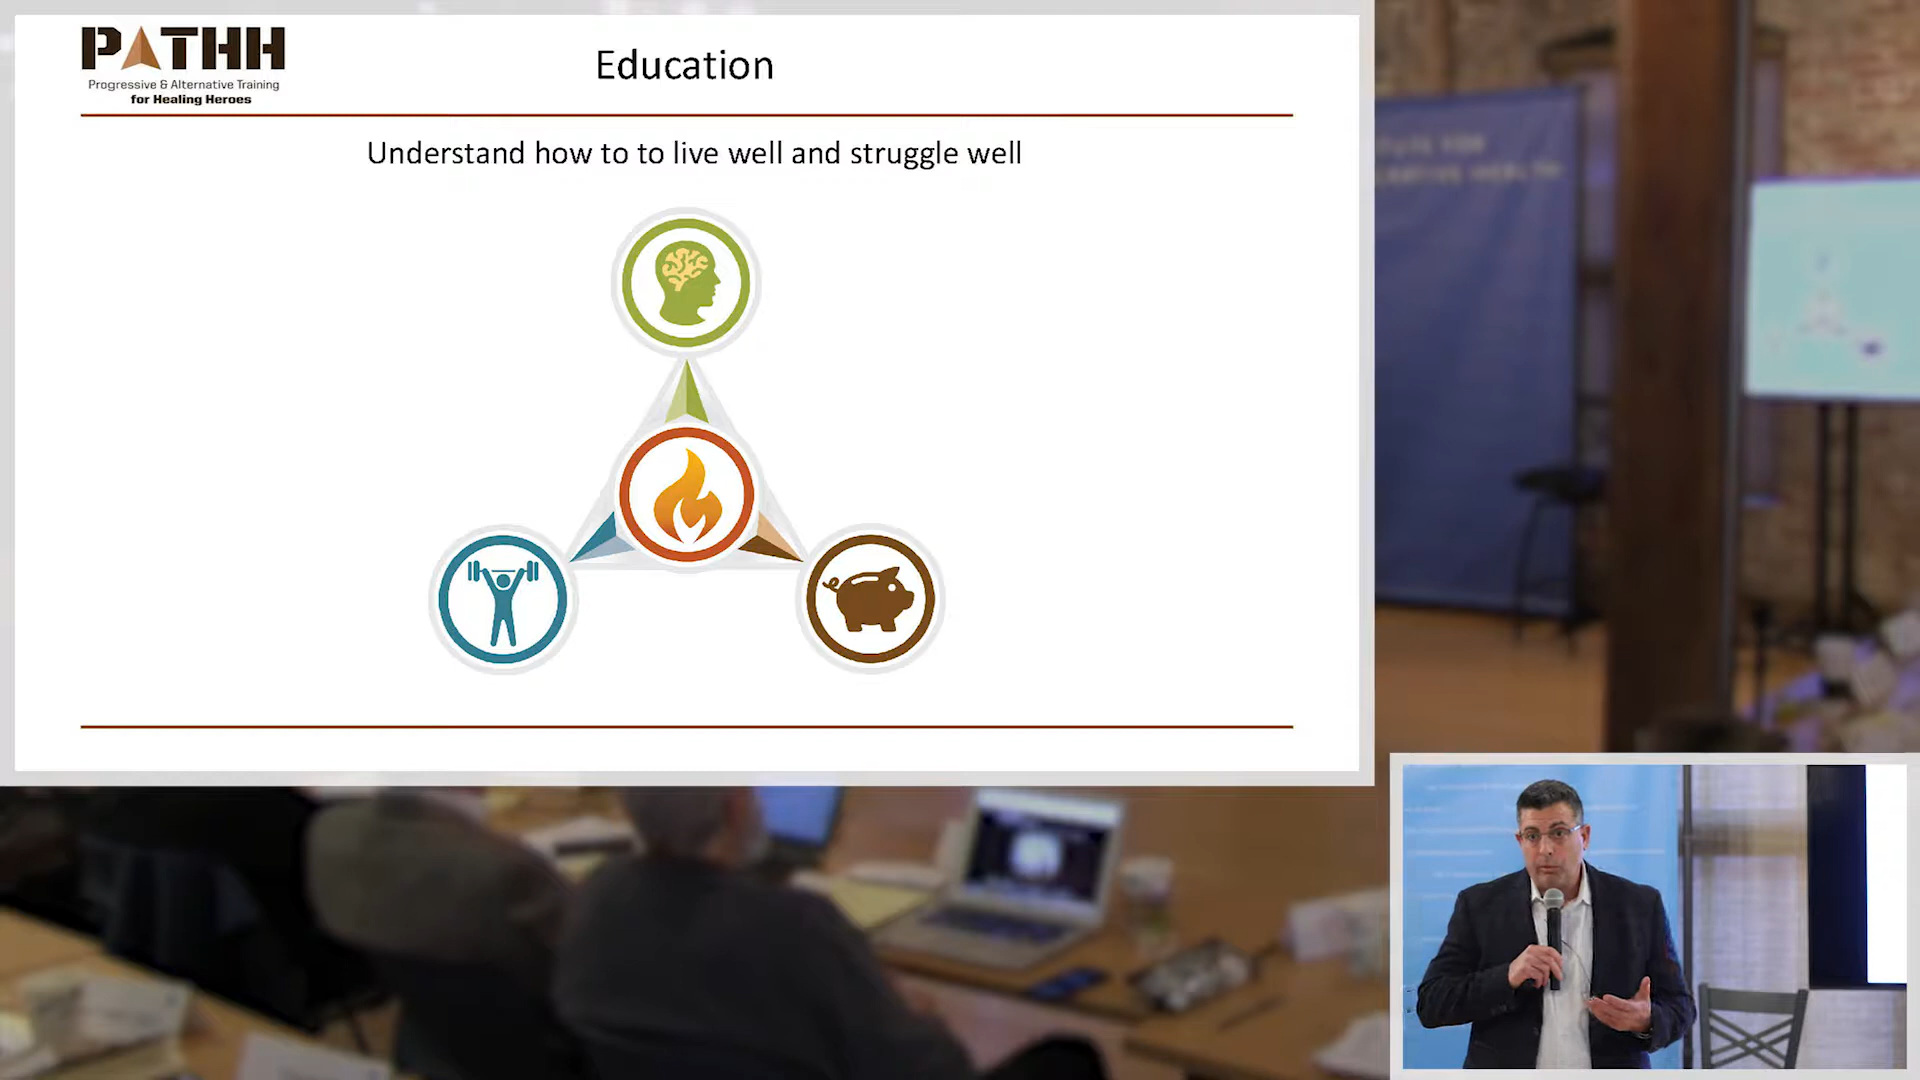 PATHH
Progressive & Alternative Training
for Healing Heroes
Education
Understand how to to live well and struggle well